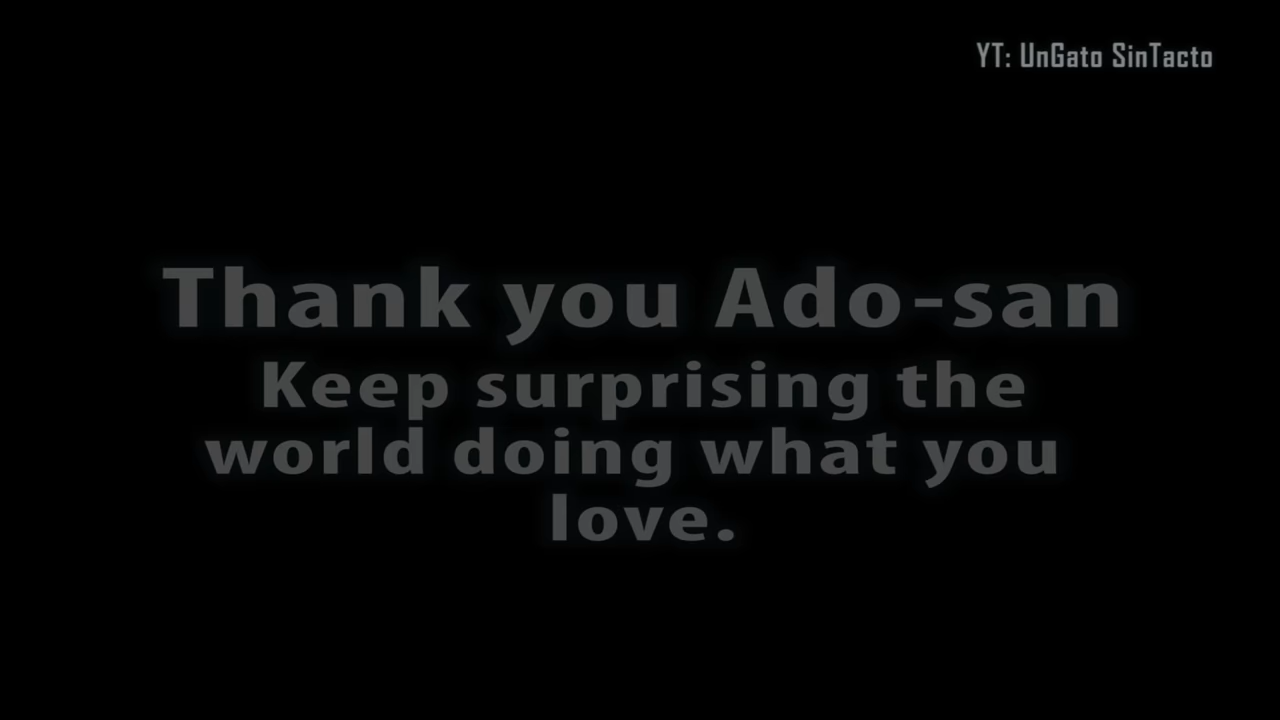 YT: UnGato SinTacto
Thank you Ado-san
Keep surprising the
world doing what you
love.